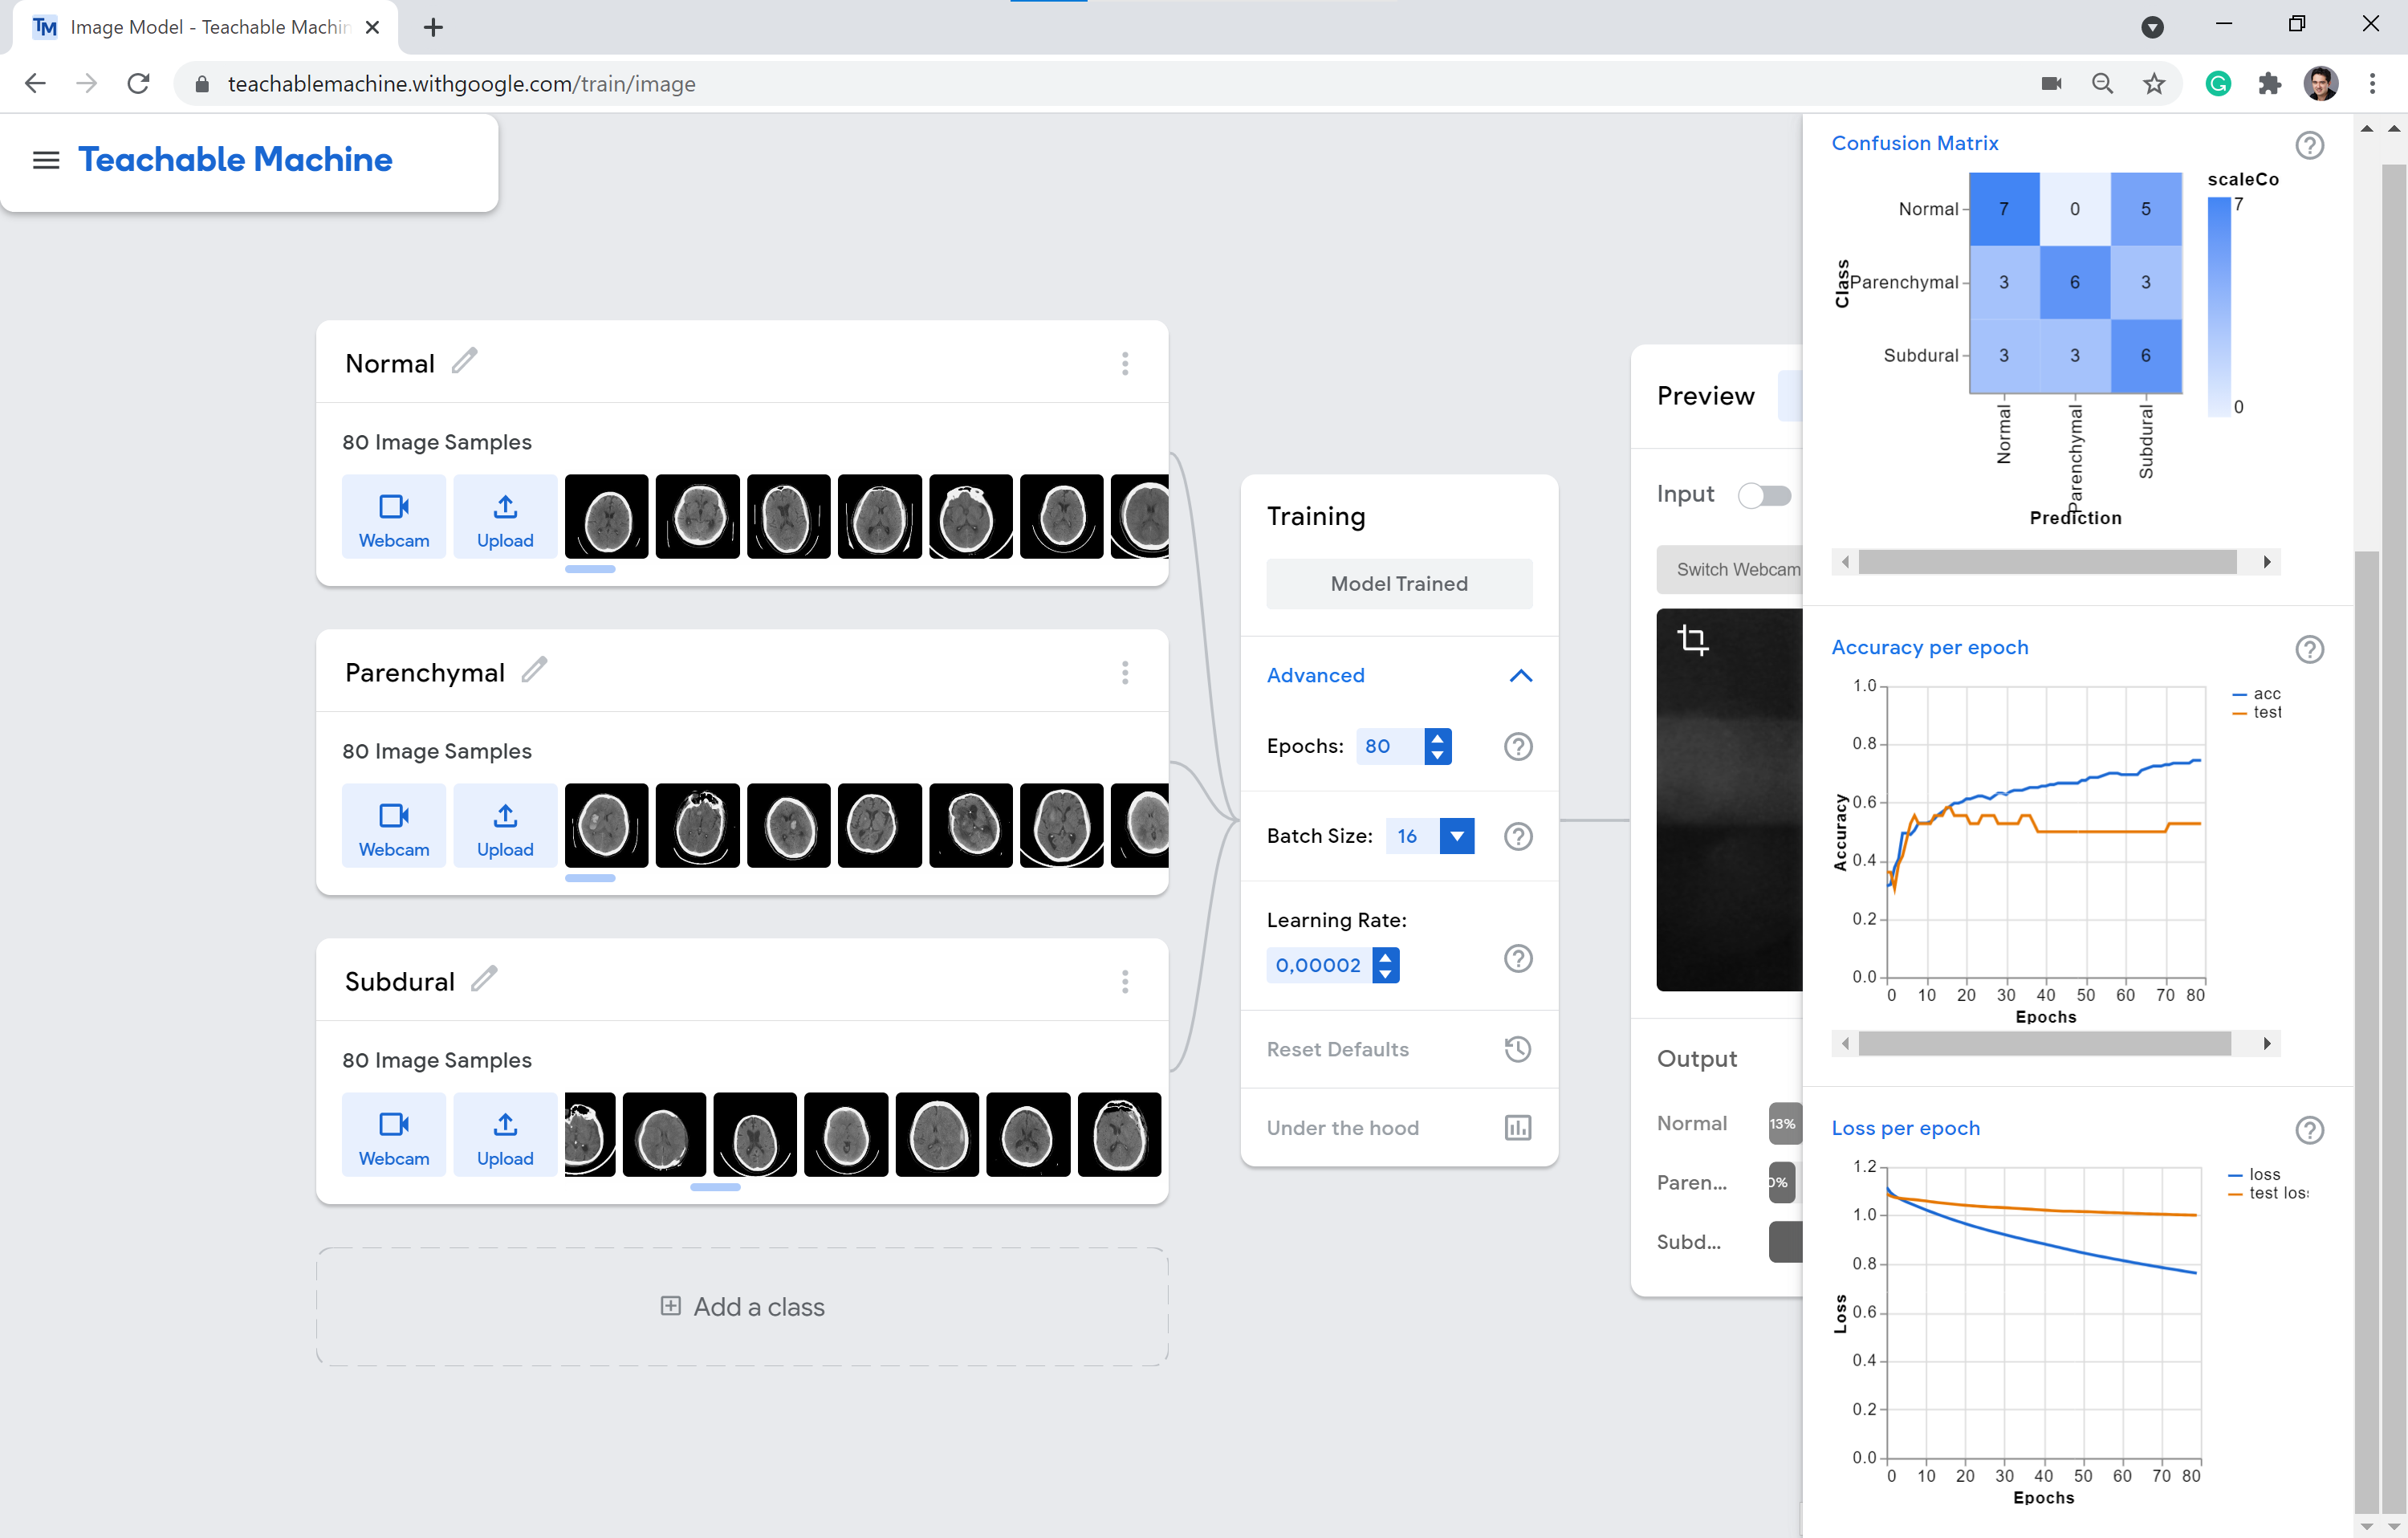 TM Image Model - Teachable Machin
teachablemachine.withgoogle.com/train/image
Teachable Machine
Normal
80 Image Samples
Webcam
Upload
Parenchymal
80 Image Samples
Webcam
Upload
Subdural
80 Image Samples
Webcam
Upload
Add a class
Training
Model Trained
Advanced
Epochs: 80
Batch Size: 16
Learning Rate:
0,00002
Reset Defaults
Under the hood
Preview
Input
Switch Webcam
Output
Normal 13%
Paren... 0%
Subd...
Confusion Matrix
scaleCo
7
0
Class
Normal 7 0 5
Parenchymal 3 6 3
Subdural 3 3 6
Normal
Parenchymal
Subdural
Prediction
Accuracy per epoch
Accuracy
1.0
0.8
0.6
0.4
0.2
0.0
0 10 20 30 40 50 60 70 80
Epochs
acc
test
Loss per epoch
Loss
1.2
1.0
0.8
0.6
0.4
0.2
0.0
0 10 20 30 40 50 60 70 80
Epochs
loss
test los